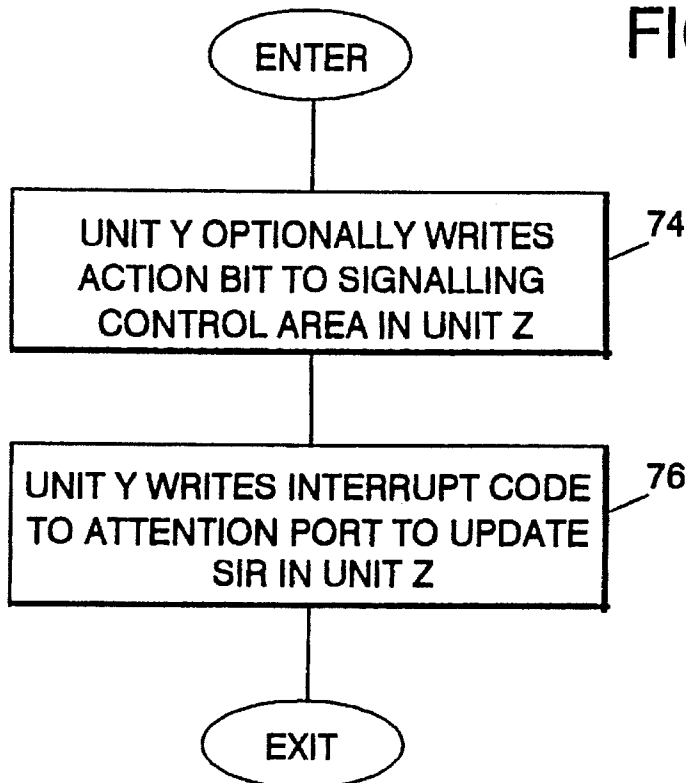 ENTER
UNIT Y OPTIONALLY WRITES
ACTION BIT TO SIGNALLING
CONTROL AREA IN UNIT Z
74
UNIT Y WRITES INTERRUPT CODE
TO ATTENTION PORT TO UPDATE
SIR IN UNIT Z
76
EXIT